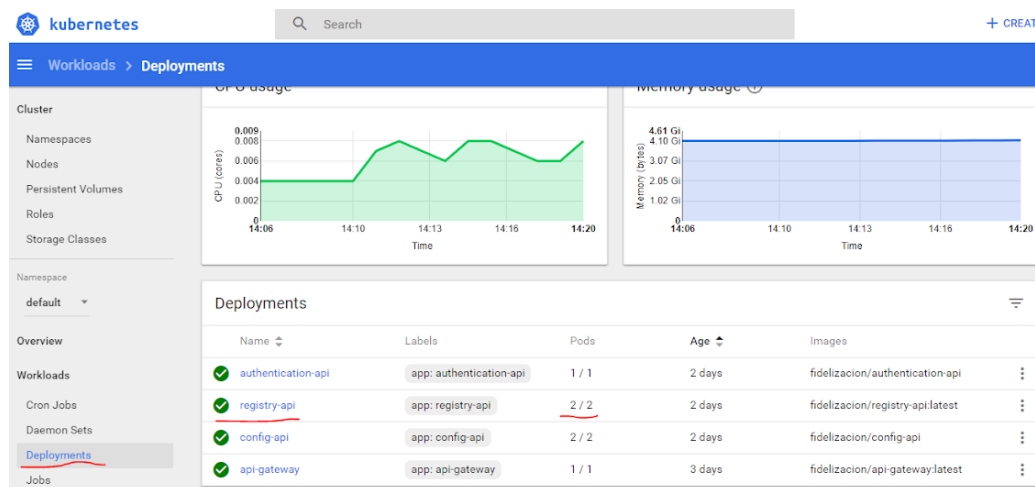 kubernetes
Search
+ CREAT
Workloads > Deployments
Cluster
Namespaces
Nodes
Persistent Volumes
Roles
Storage Classes
Namespace
default
Overview
Workloads
Cron Jobs
Daemon Sets
Deployments
Jobs
CPU usage
CPU (cores)
0.009
0.008
0.006
0.004
0.002
0
14:06 14:10 14:13 14:16 14:20
Time
Memory usage
Memory (bytes)
4.61 Gi
4.10 Gi
3.07 Gi
2.05 Gi
1.02 Gi
0
14:06 14:10 14:13 14:16 14:20
Time
Deployments
Name Labels Pods Age Images
authentication-api app: authentication-api 1 / 1 2 days fidelizacion/authentication-api
registry-api app: registry-api 2 / 2 2 days fidelizacion/registry-api:latest
config-api app: config-api 2 / 2 2 days fidelizacion/config-api
api-gateway app: api-gateway 1 / 1 3 days fidelizacion/api-gateway:latest